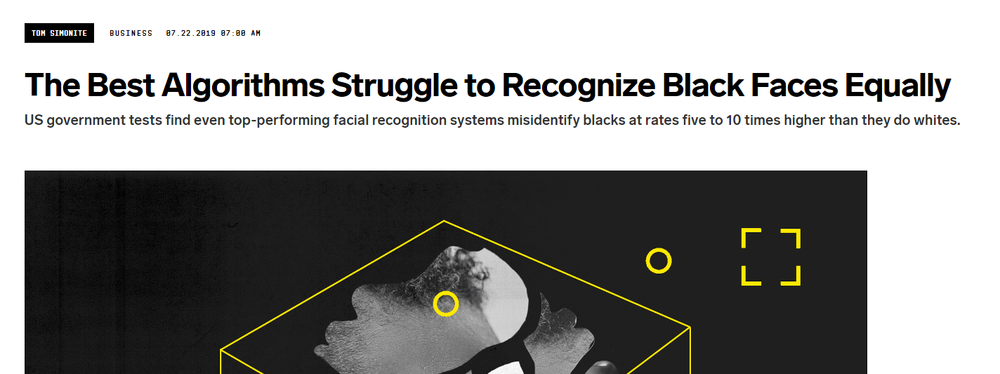 TOM SIMONITE BUSINESS 07.22.2019 07:00 AM
The Best Algorithms Struggle to Recognize Black Faces Equally
US government tests find even top-performing facial recognition systems misidentify blacks at rates five to 10 times higher than they do whites.